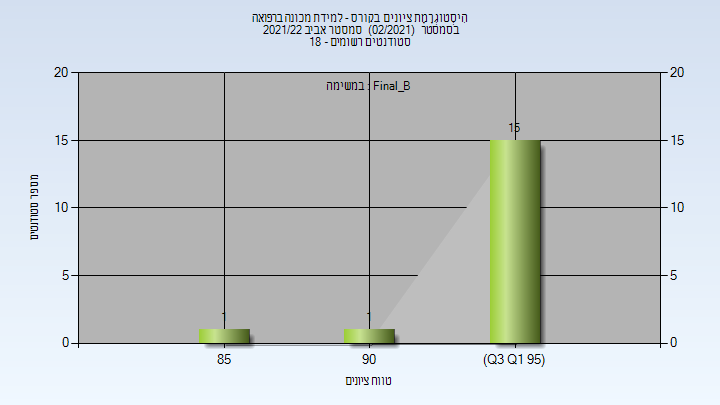 היסטוגרמת ציונים בקורס - למידת מכונה ברפואה
בסמסטר (02/2021) סמסטר אביב 2021/22
סטודנטים רשומים - 18
במשימה : Final_B
20
15
10
5
0
20
15
10
5
0
1
1
15
85
90
(Q3 Q1 95)
מספר סטודנטים
טווח ציונים